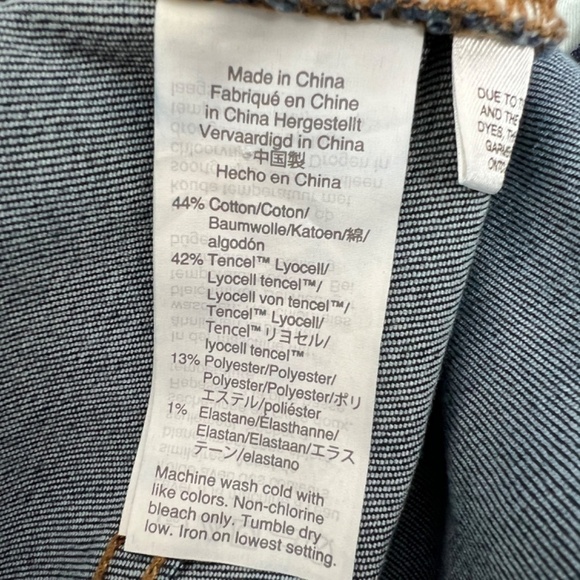 Made in China
Fabriqué en Chine
in China Hergestellt
Vervaardigd in China
中国製
Hecho en China
44% Cotton/Coton/
Baumwolle/Katoen/綿/
algodón
42% Tencel™ Lyocell/
Lyocell tencel™/
Lyocell von tencel™/
Tencel™ Lyocell/
Tencel™ リヨセル/
lyocell tencel™
13% Polyester/Polyester/
Polyester/Polyester/ポリ
エステル/poliéster
1% Elastane/Élasthanne/
Elastan/Elastaan/エラス
テーン/elastano
Machine wash cold with
like colors. Non-chlorine
bleach only. Tumble dry
low. Iron on lowest setting.
DUE TO
AND THE
DYES,